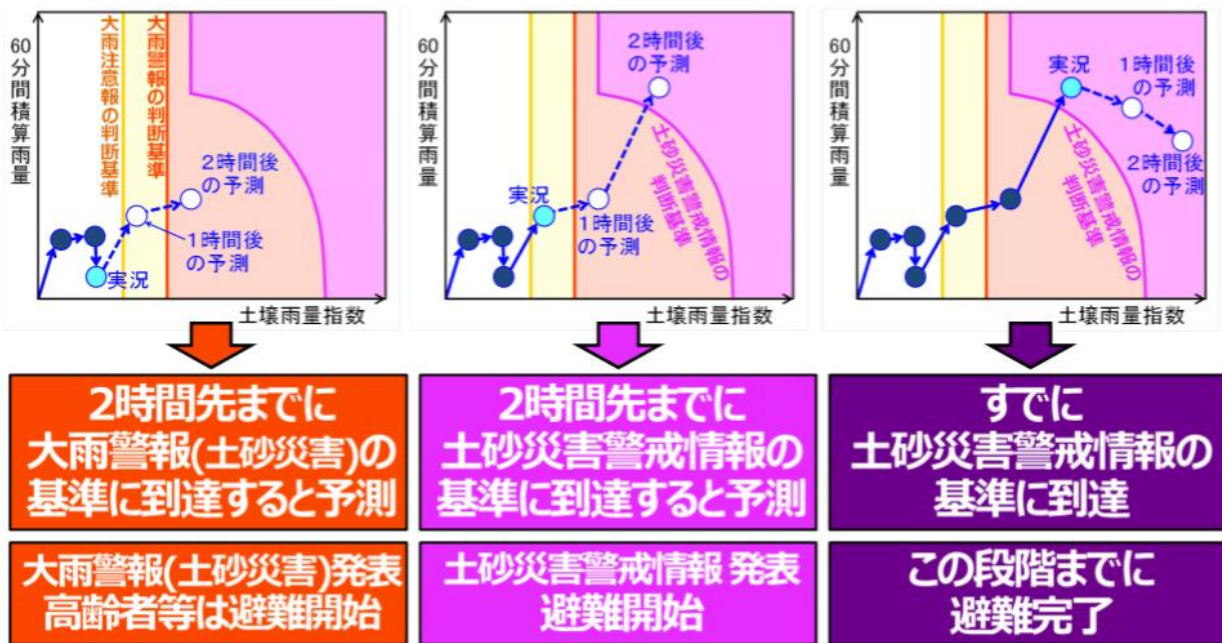 60分間積算雨量
大雨注意報の判断基準
大雨警報の判断基準
2時間後
の予測
1時間後
の予測
実況
土壌雨量指数
60分間積算雨量
2時間後
の予測
実況
1時間後
の予測
土砂災害警戒情報の
判断基準
土壌雨量指数
60分間積算雨量
実況
1時間後
の予測
2時間後
の予測
土砂災害警戒情報の
判断基準
土壌雨量指数
2時間先までに
大雨警報(土砂災害)の
基準に到達すると予測
2時間先までに
土砂災害警戒情報の
基準に到達すると予測
すでに
土砂災害警戒情報の
基準に到達
大雨警報(土砂災害)発表
高齢者等は避難開始
土砂災害警戒情報 発表
避難開始
この段階までに
避難完了